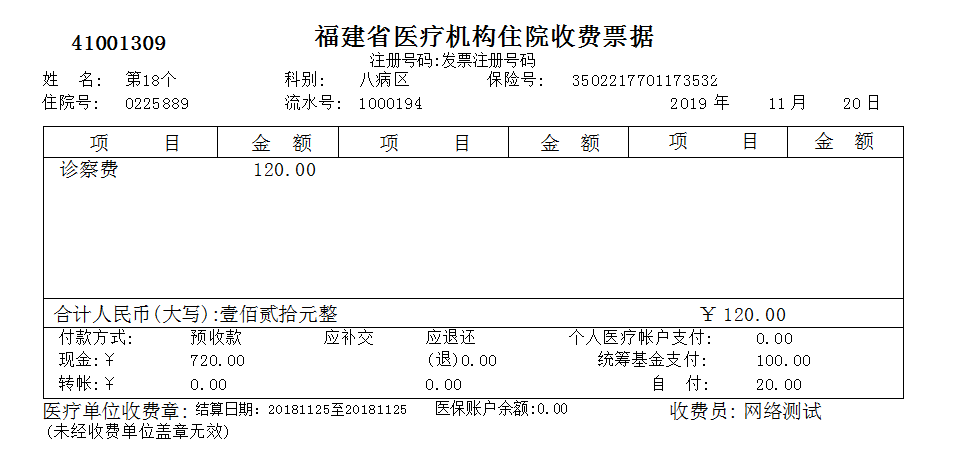 41001309 福建省医疗机构住院收费票据
注册号码:发票注册号码
姓 名: 第18个 科别: 八病区 保险号: 3502217701173532
住院号: 0225889 流水号: 1000194 2019 年 11 月 20 日
项 目 金 额 项 目 金 额 项 目 金 额
诊察费 120.00
合计人民币(大写):壹佰贰拾元整 ¥ 120.00
付款方式: 预收款 应补交 应退还 个人医疗帐户支付: 0.00
现金:¥ 720.00 (退)0.00 统筹基金支付: 100.00
转帐:¥ 0.00 0.00 自 付: 20.00
医疗单位收费章: 结算日期: 20181125至20181125 医保账户余额:0.00 收费员: 网络测试
(未经收费单位盖章无效)